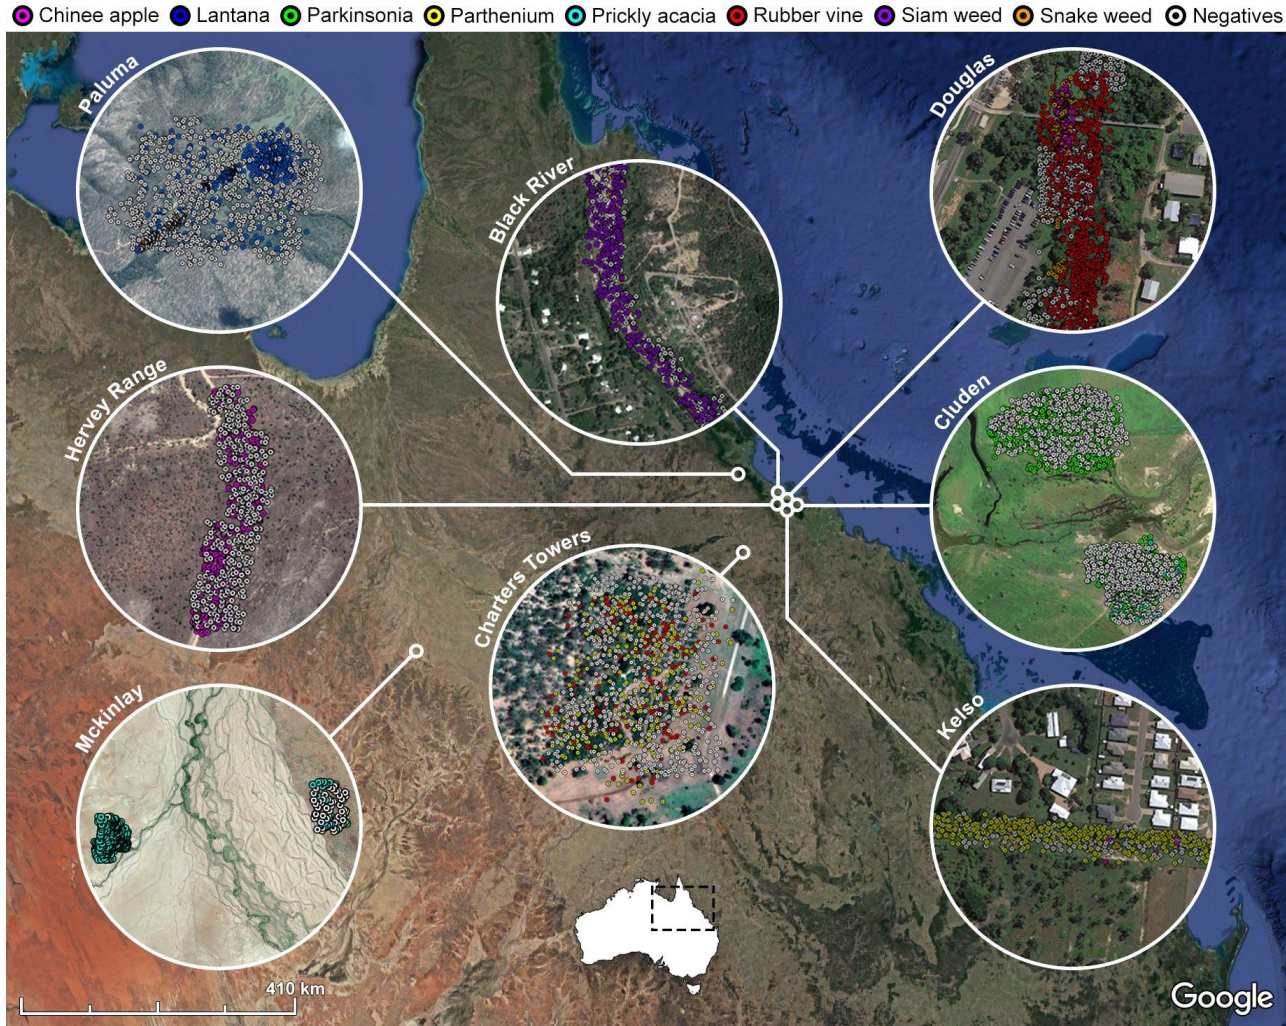 Chinee apple Lantana Parkinsonia Parthenium Prickly acacia Rubber vine Siam weed Snake weed Negatives
Paluma
Black River
Douglas
Hervey Range
Cluden
Charters Towers
Mckinlay
Kelso
410 km
Google